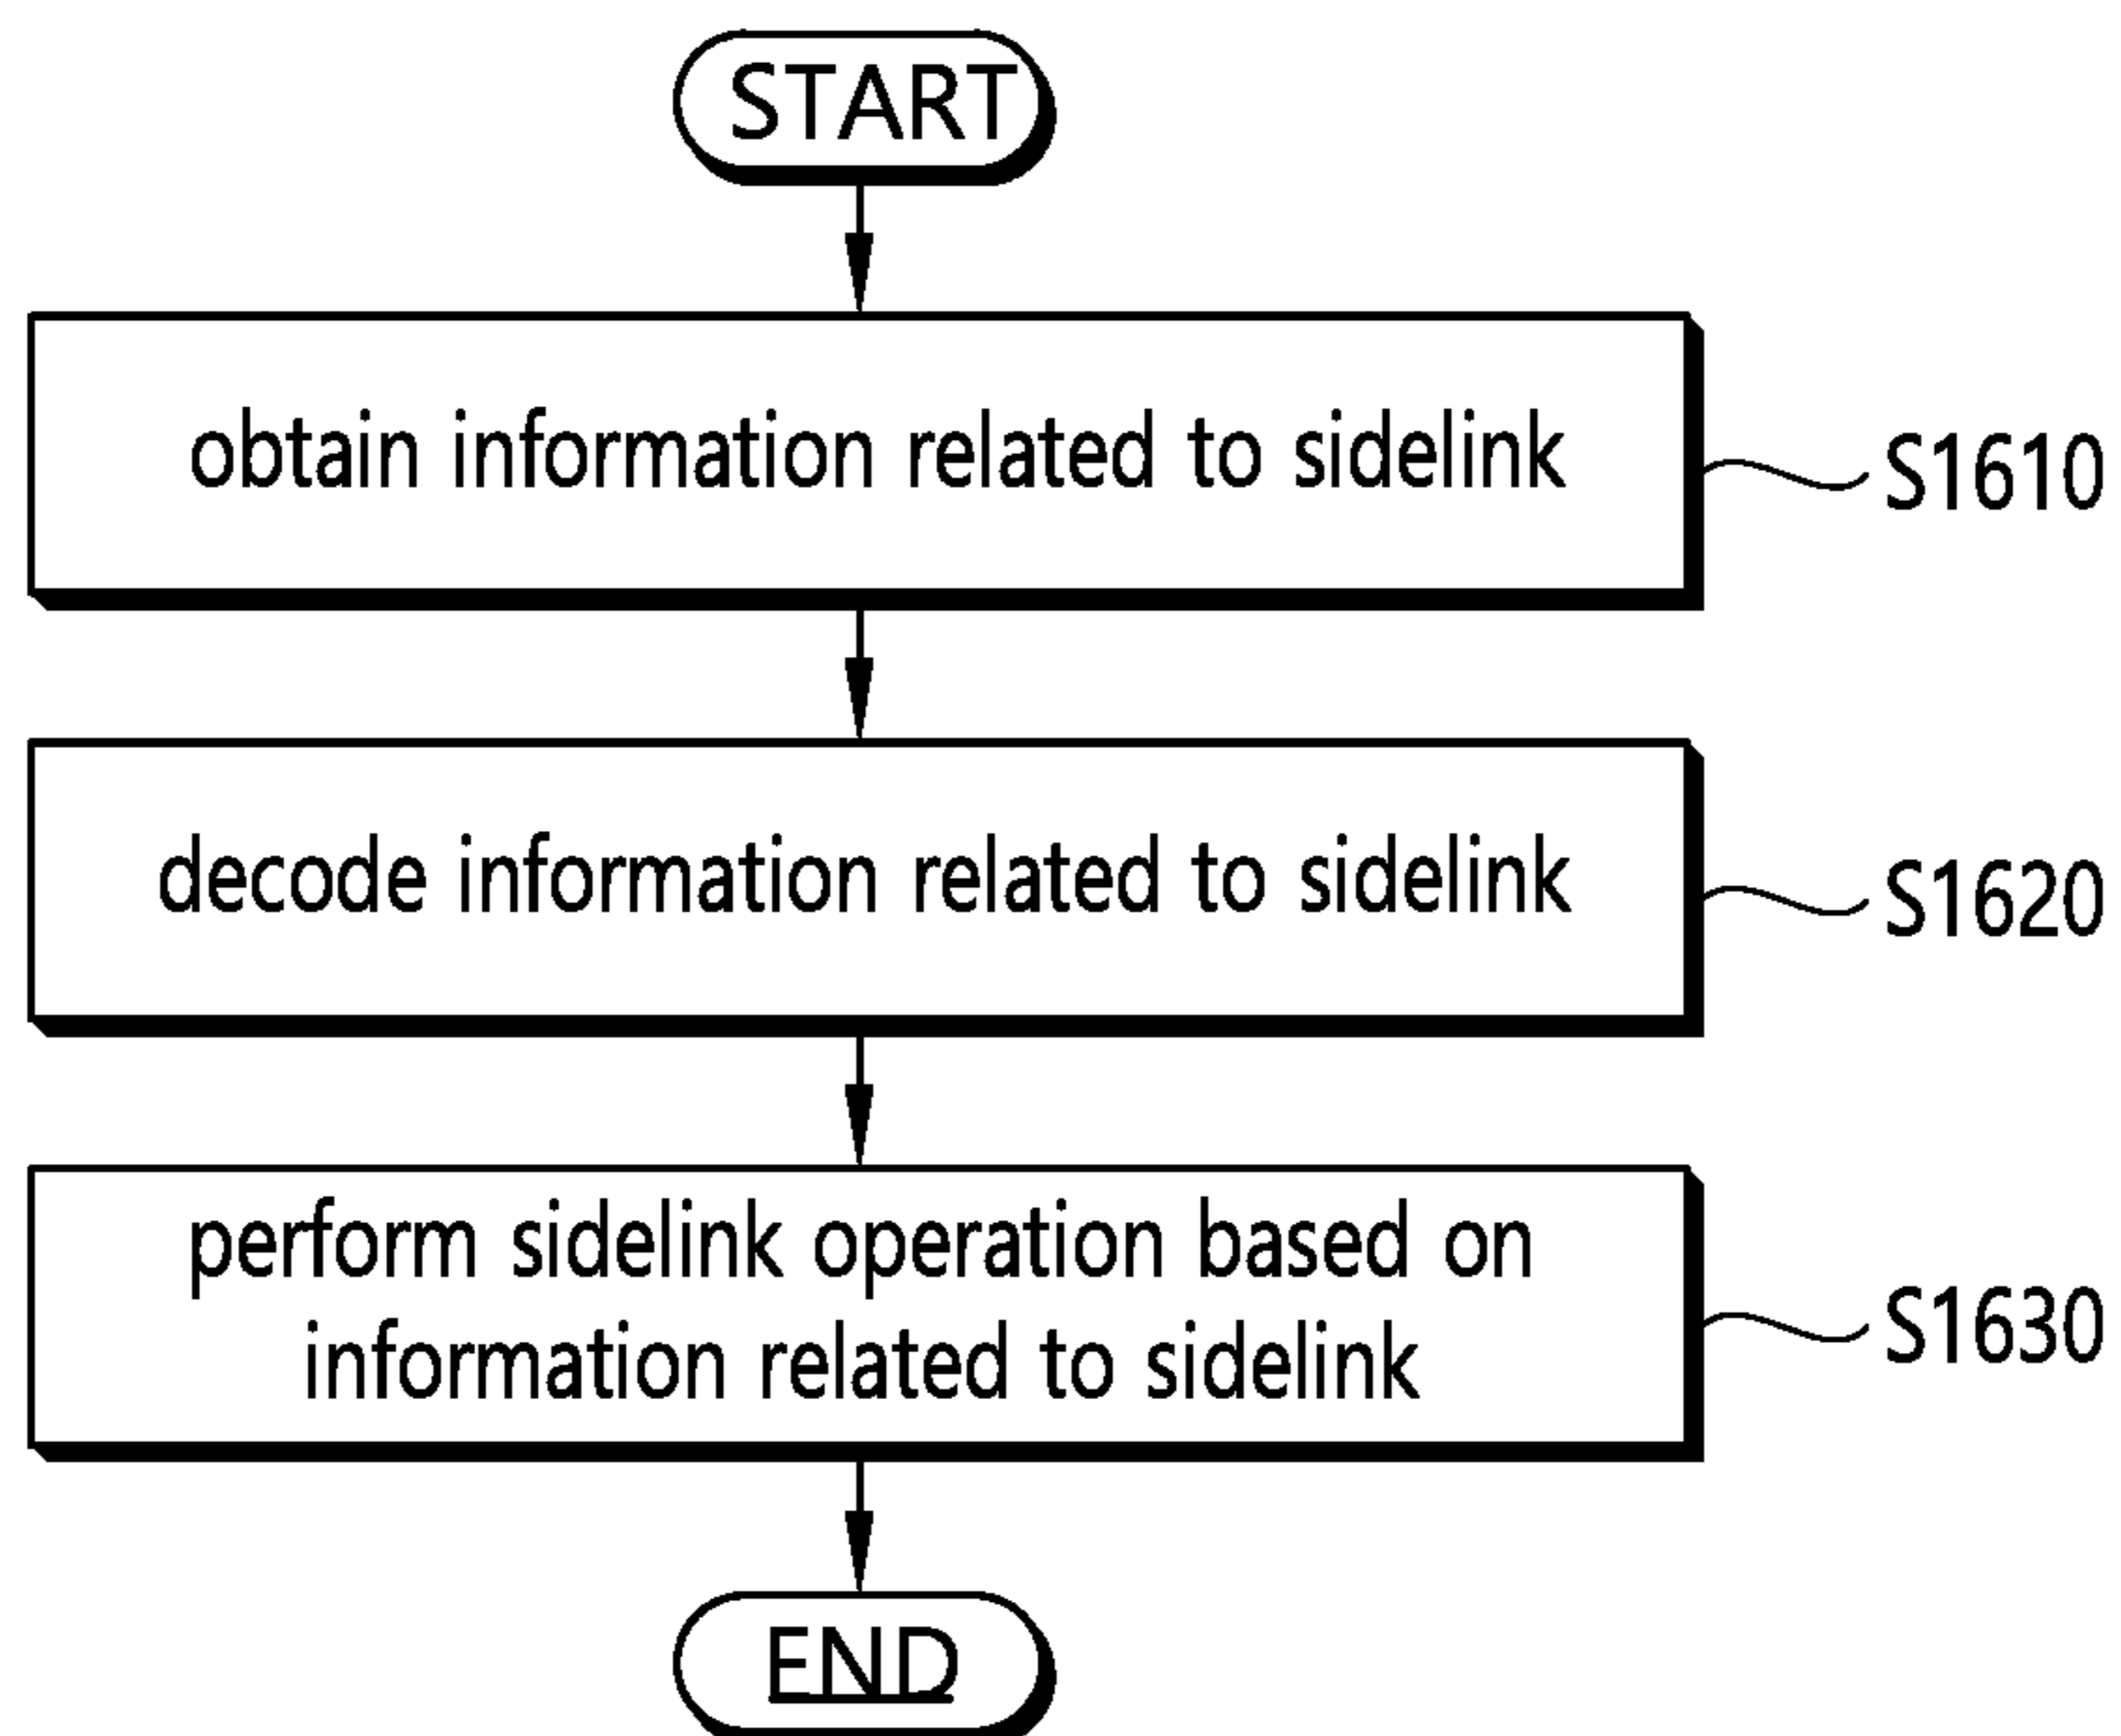 START
obtain information related to sidelink
S1610
decode information related to sidelink
S1620
perform sidelink operation based on
information related to sidelink
S1630
END